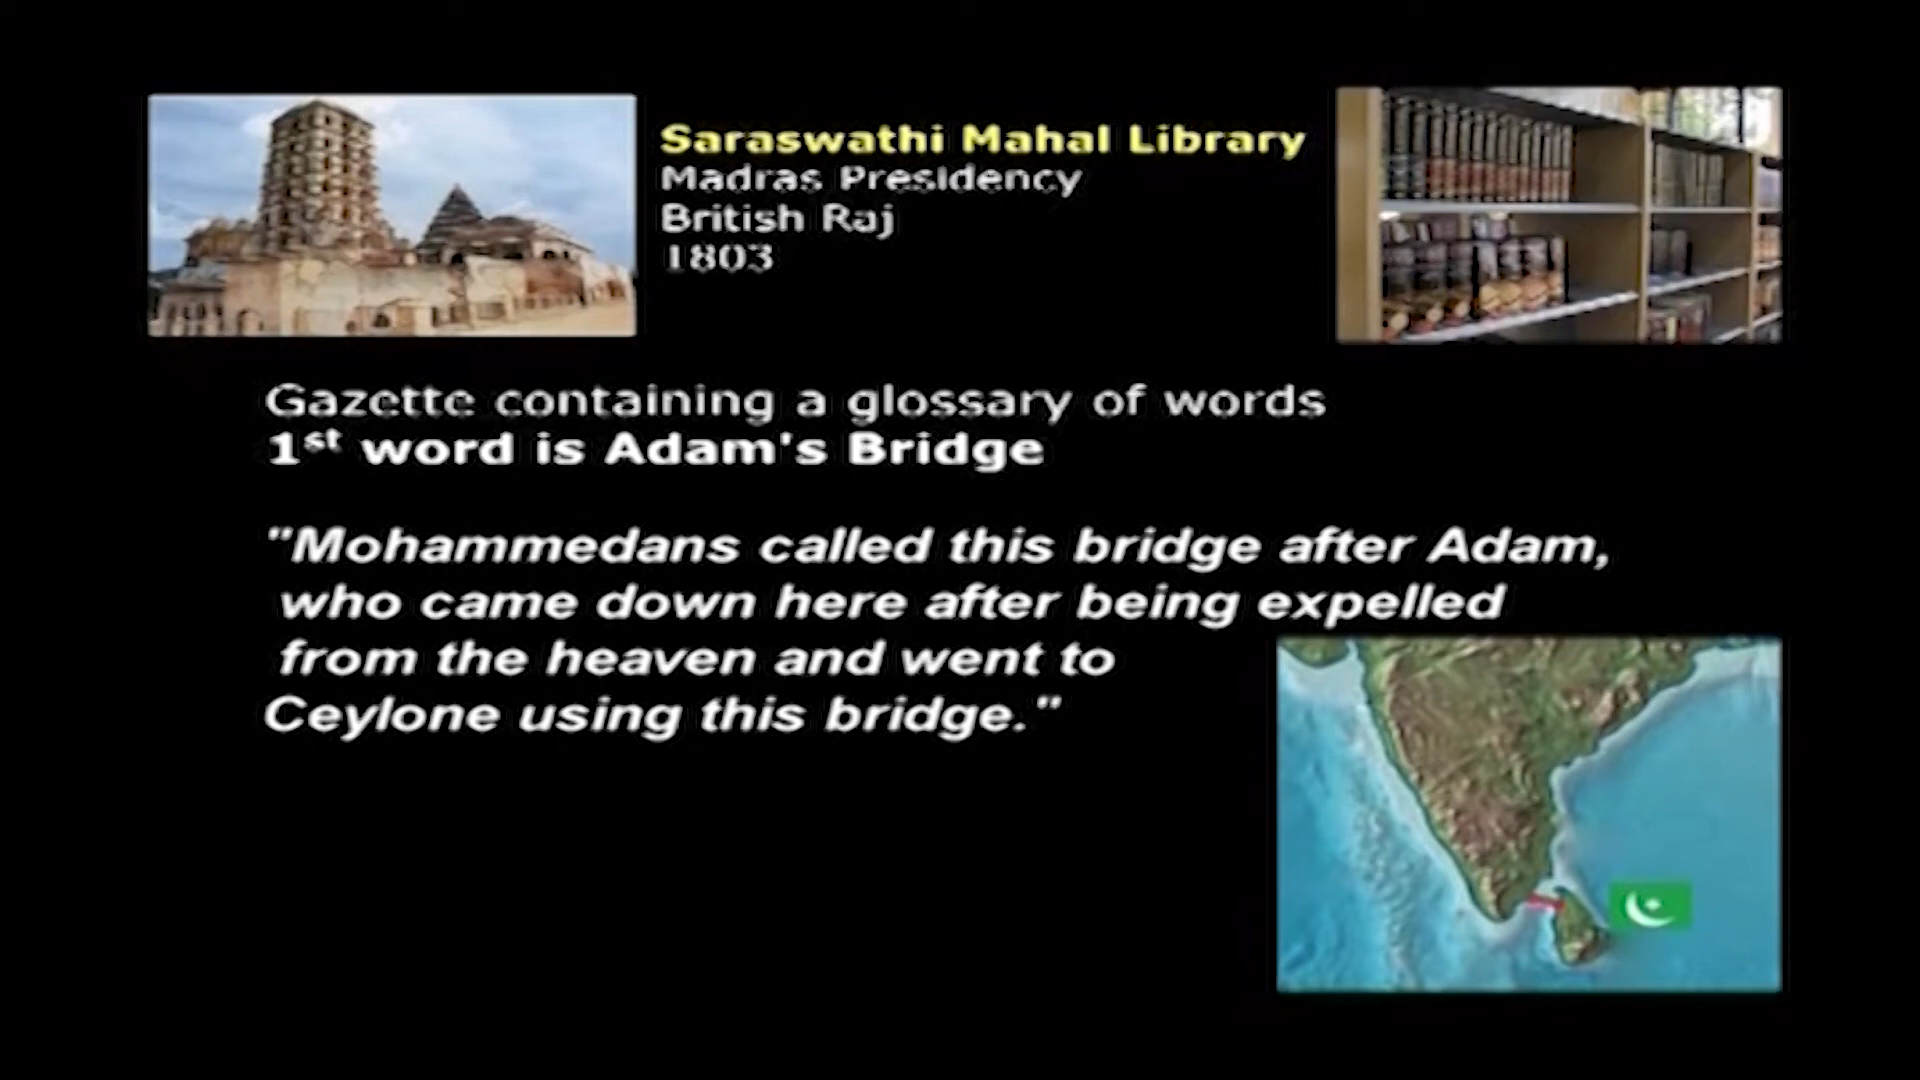 Saraswathi Mahal Library
Madras Presidency
British Raj
1803
Gazette containing a glossary of words
1st word is Adam's Bridge
"Mohammedans called this bridge after Adam,
who came down here after being expelled
from the heaven and went to
Ceylone using this bridge."